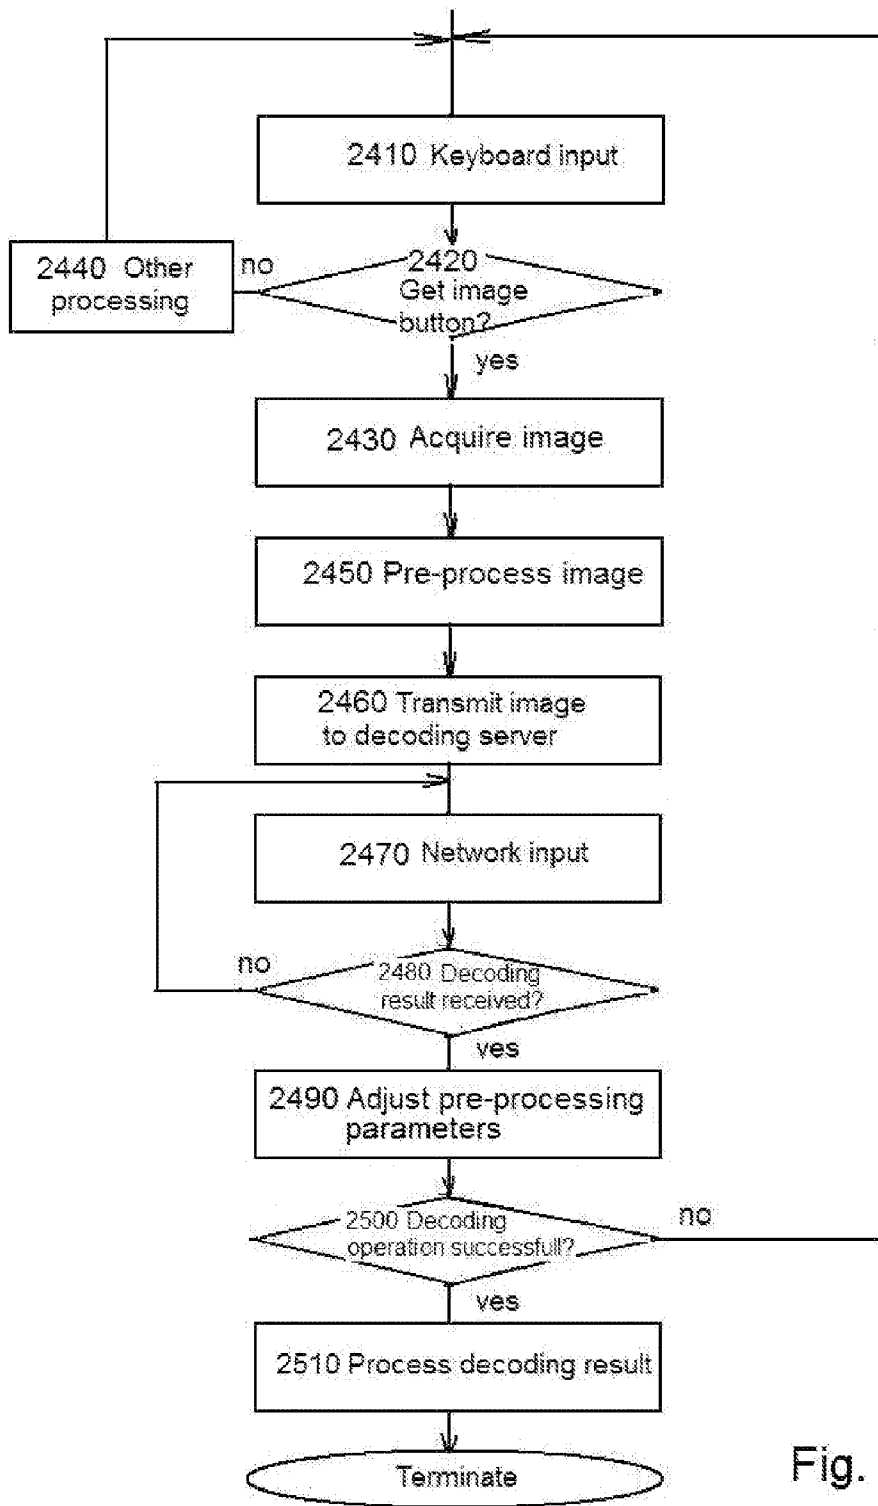 2410 Keyboard input
2440 Other
processing
no
2420
Get image
button?
yes
2430 Acquire image
2450 Pre-process image
2460 Transmit image
to decoding server
2470 Network input
no
2480 Decoding
result received?
yes
2490 Adjust pre-processing
parameters
2500 Decoding
operation successfull?
no
yes
2510 Process decoding result
Terminate
Fig.